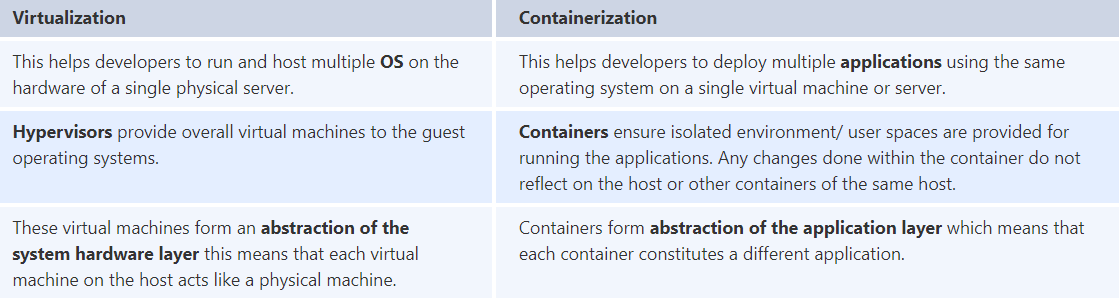 Virtualization
Containerization
This helps developers to run and host multiple OS on the
hardware of a single physical server.
This helps developers to deploy multiple applications using the same
operating system on a single virtual machine or server.
Hypervisors provide overall virtual machines to the guest
operating systems.
Containers ensure isolated environment/ user spaces are provided for
running the applications. Any changes done within the container do not
reflect on the host or other containers of the same host.
These virtual machines form an abstraction of the
system hardware layer this means that each virtual
machine on the host acts like a physical machine.
Containers form abstraction of the application layer which means that
each container constitutes a different application.